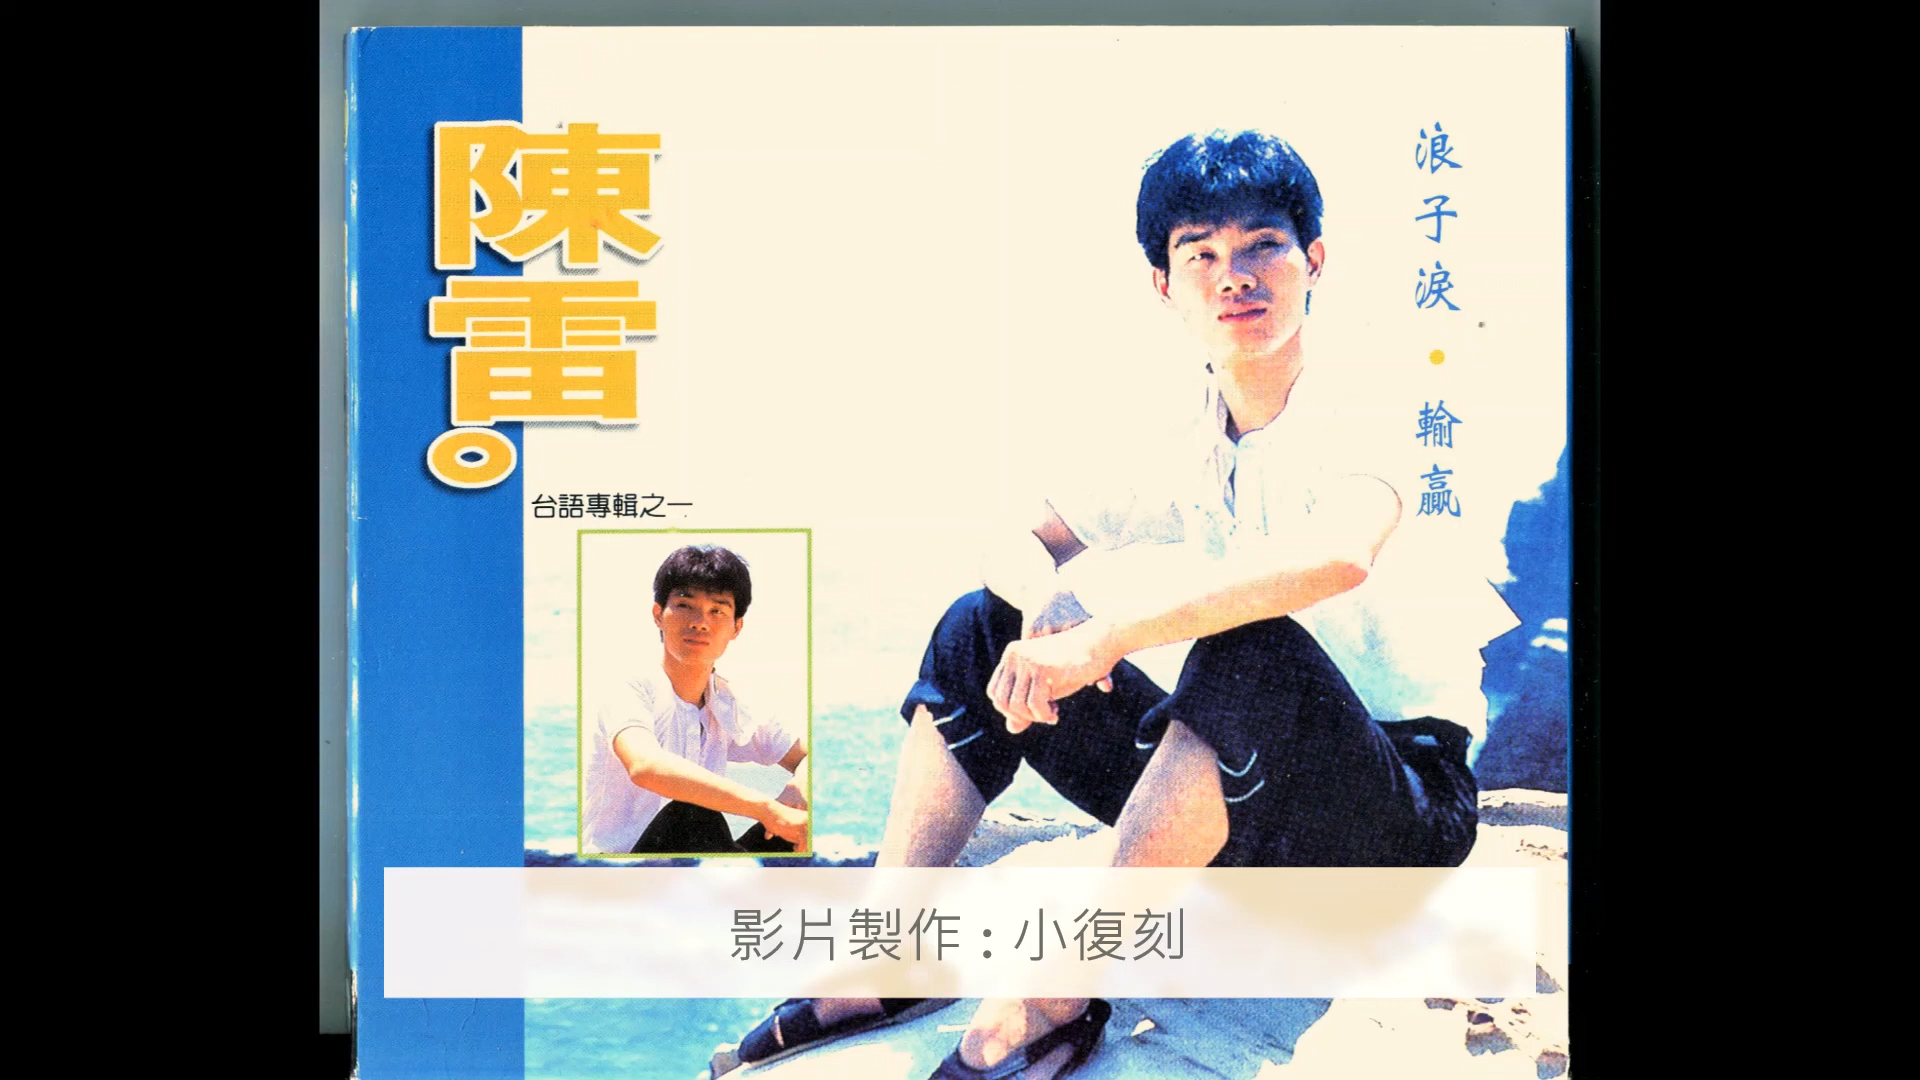 陳雷。
台語專輯之一
浪子淚•輸贏
影片製作:小復刻